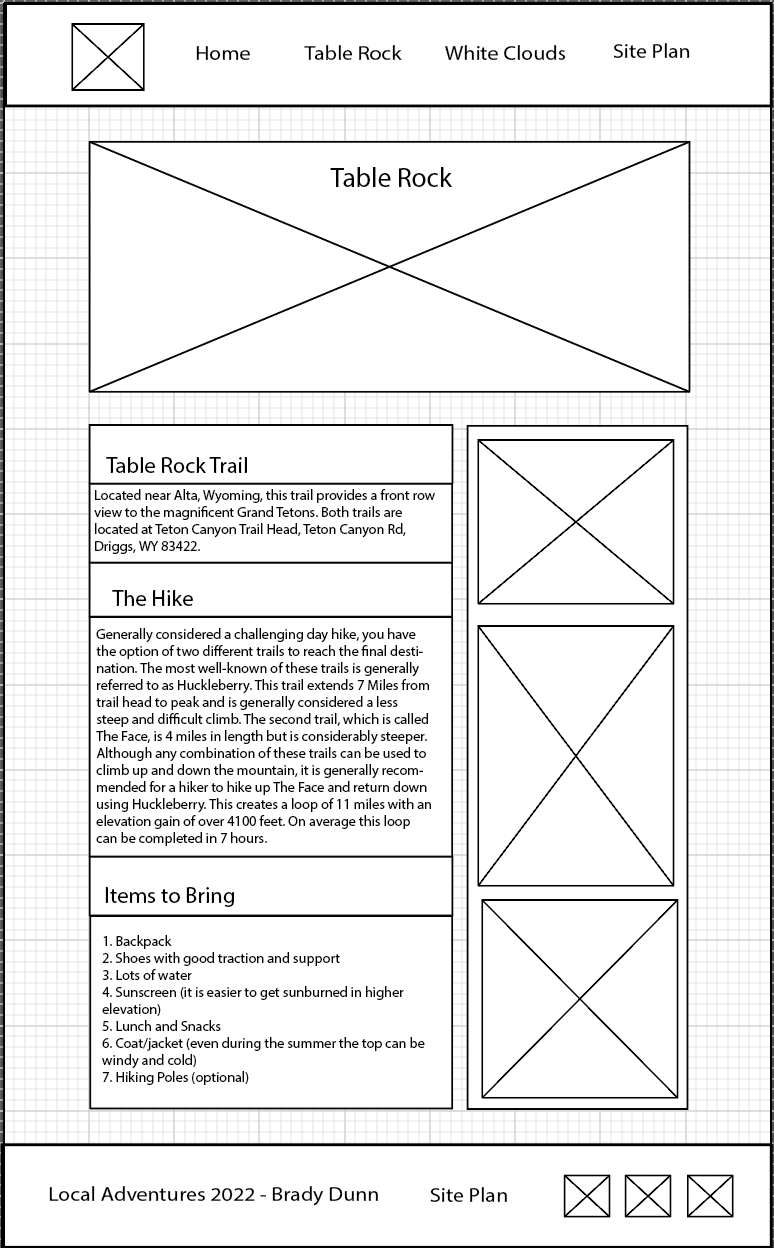 Home Table Rock White Clouds Site Plan
Table Rock
Table Rock Trail
Located near Alta, Wyoming, this trail provides a front row
view to the magnificent Grand Tetons. Both trails are
located at Teton Canyon Trail Head, Teton Canyon Rd,
Driggs, WY 83422.
The Hike
Generally considered a challenging day hike, you have
the option of two different trails to reach the final desti-
nation. The most well-known of these trails is generally
referred to as Huckleberry. This trail extends 7 Miles from
trail head to peak and is generally considered a less
steep and difficult climb. The second trail, which is called
The Face, is 4 miles in length but is considerably steeper.
Although any combination of these trails can be used to
climb up and down the mountain, it is generally recom-
mended for a hiker to hike up The Face and return down
using Huckleberry. This creates a loop of 11 miles with an
elevation gain of over 4100 feet. On average this loop
can be completed in 7 hours.
Items to Bring
1. Backpack
2. Shoes with good traction and support
3. Lots of water
4. Sunscreen (it is easier to get sunburned in higher
elevation)
5. Lunch and Snacks
6. Coat/jacket (even during the summer the top can be
windy and cold)
7. Hiking Poles (optional)
Local Adventures 2022 - Brady Dunn Site Plan